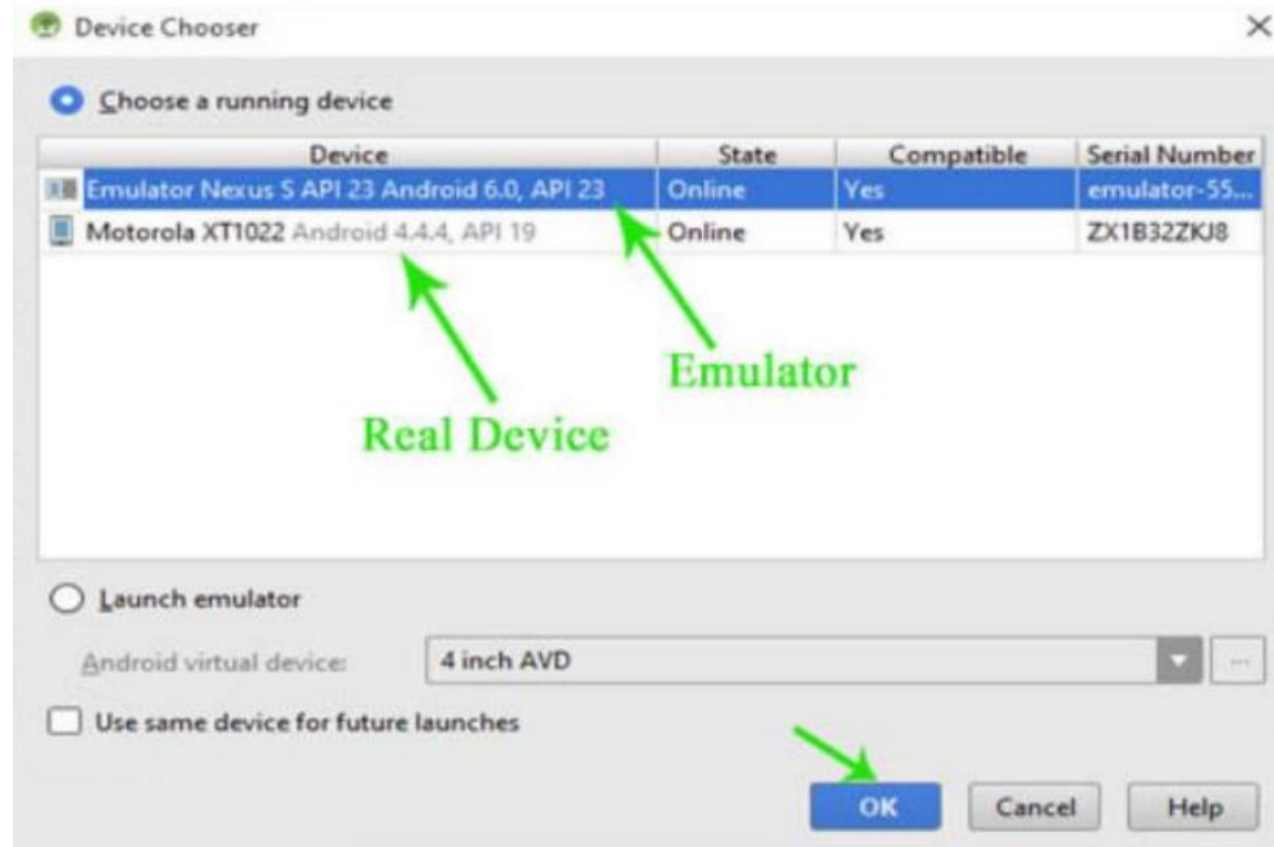 Device Chooser
Choose a running device
Device State Compatible Serial Number
Emulator Nexus S API 23 Android 6.0, API 23 Online Yes emulator-55...
Motorola XT1022 Android 4.4.4, API 19 Online Yes ZX1B32ZKJ8
Emulator
Real Device
Launch emulator
Android virtual device: 4 inch AVD ...
Use same device for future launches
OK Cancel Help